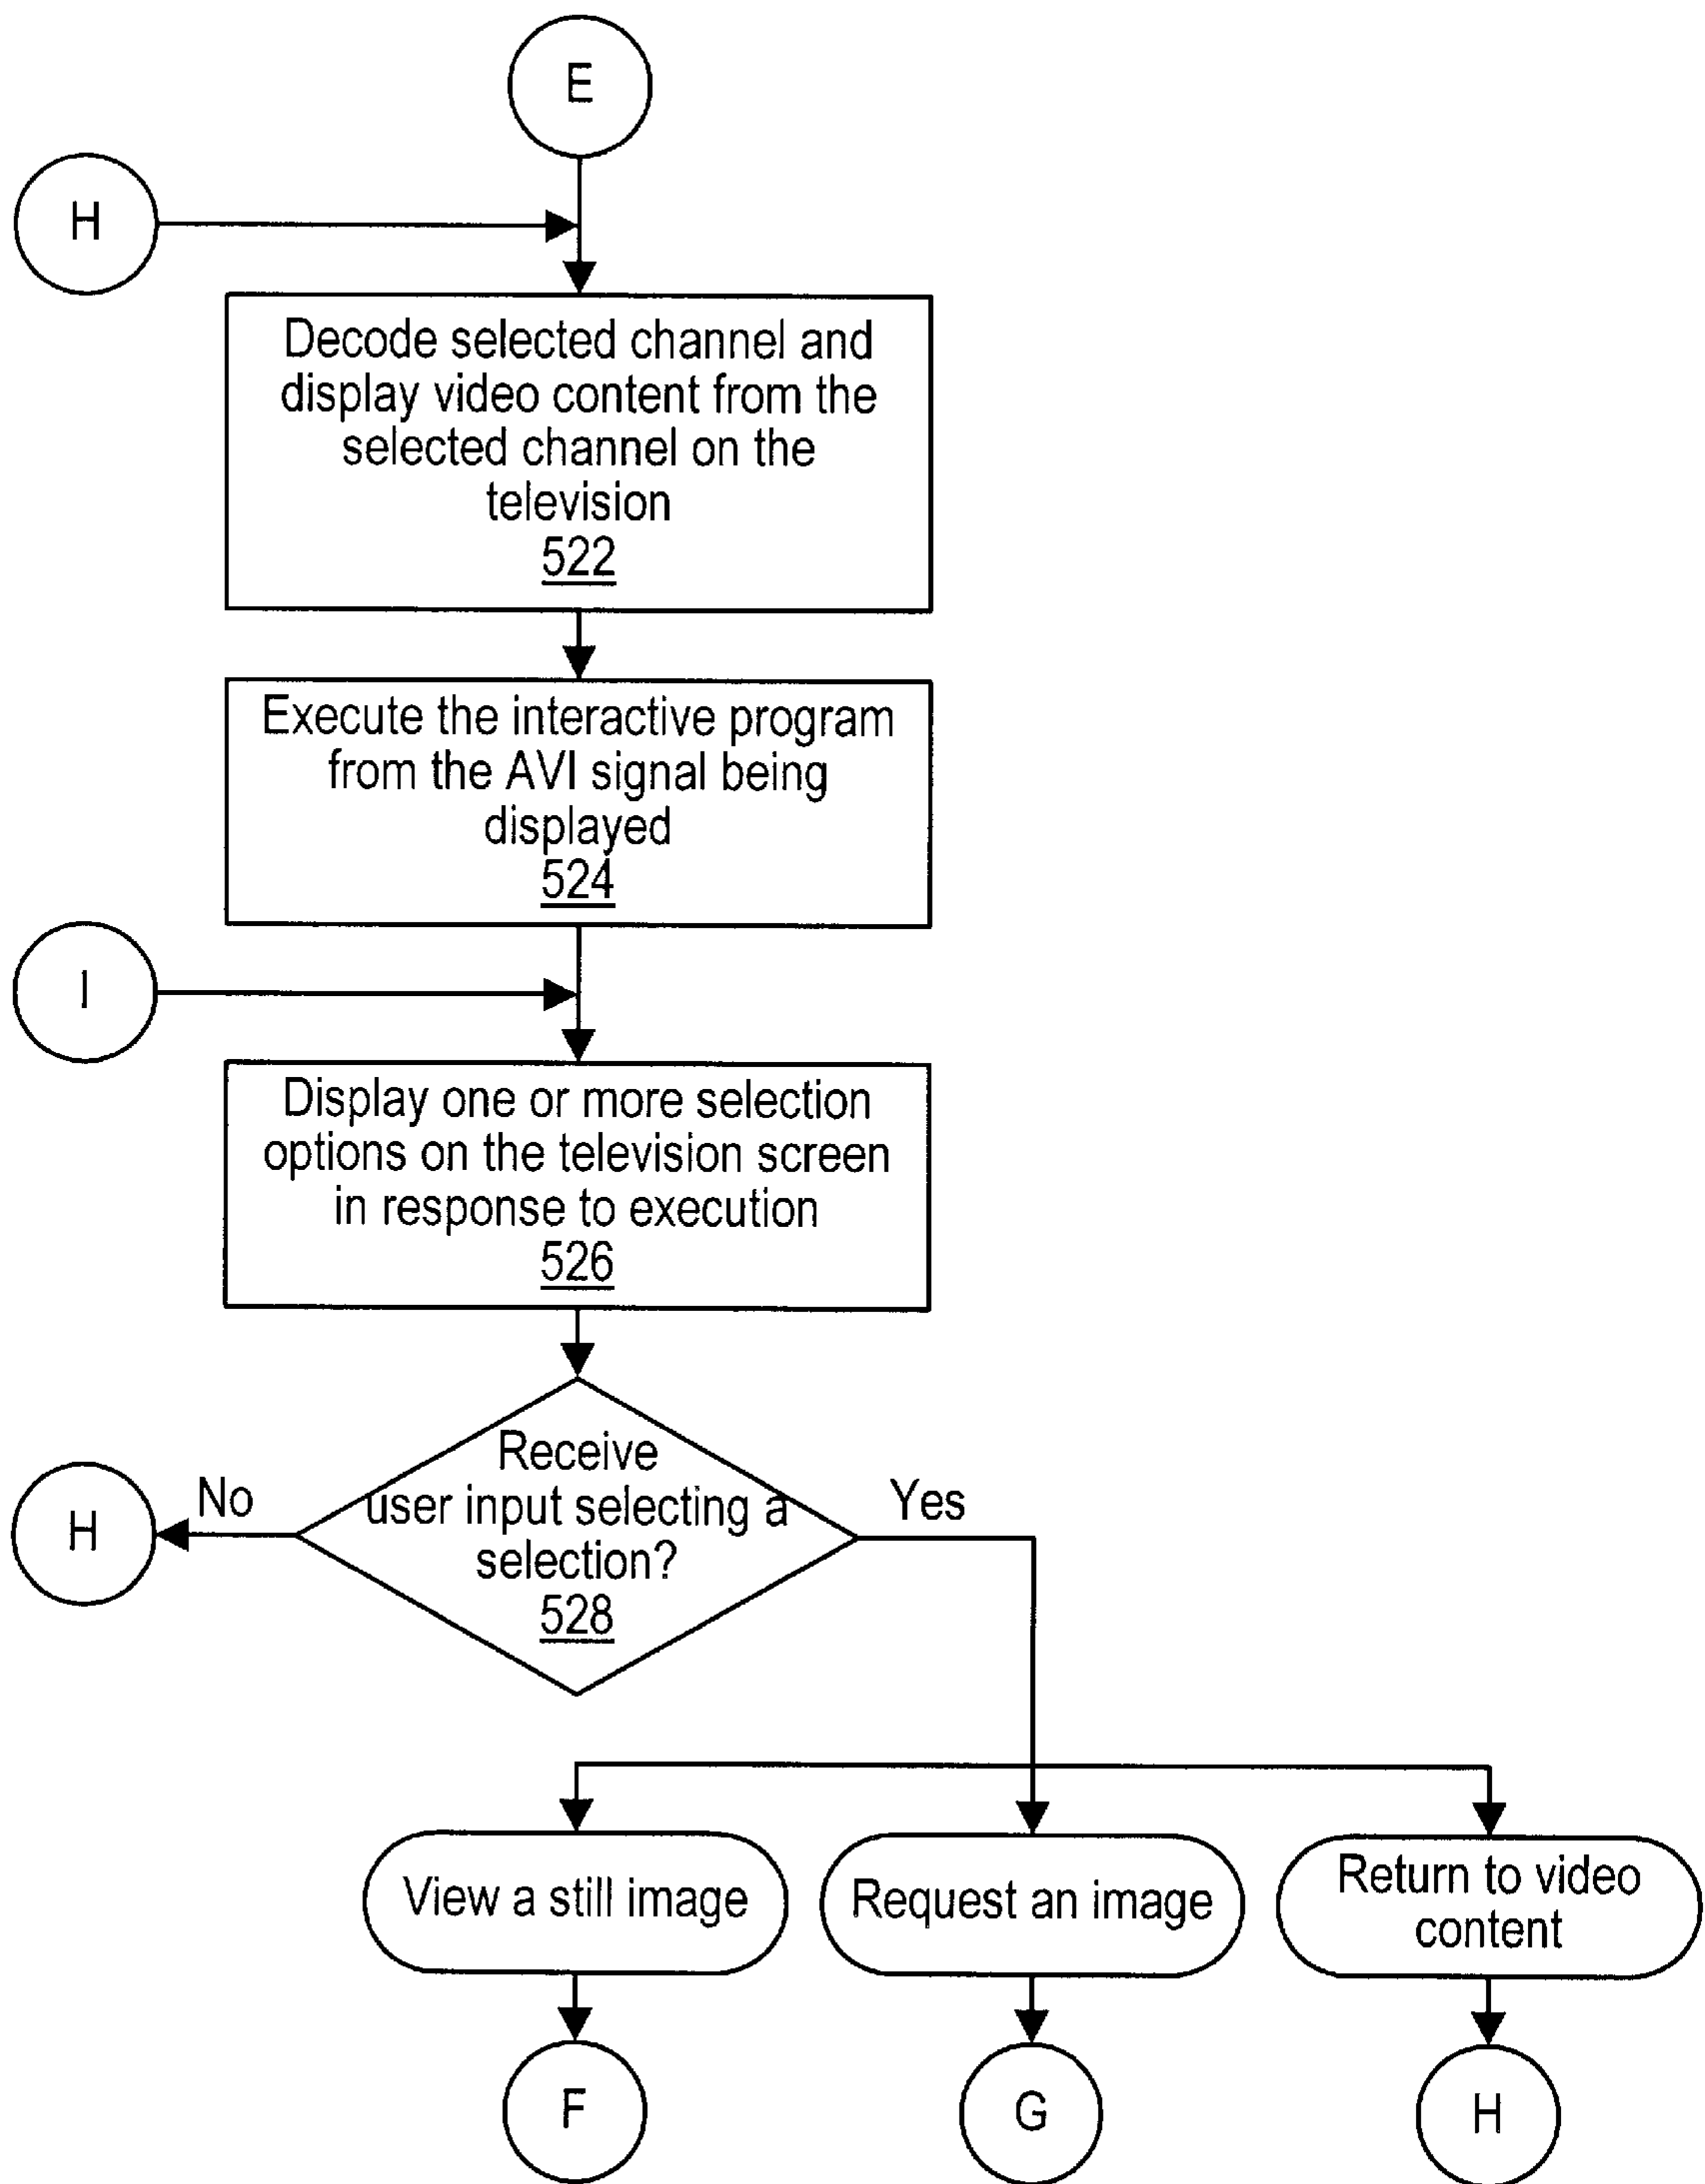 E
H
Decode selected channel and
display video content from the
selected channel on the
television
522
Execute the interactive program
from the AVI signal being
displayed
524
I
Display one or more selection
options on the television screen
in response to execution
526
Receive
user input selecting a
selection?
528
No
H
Yes
View a still image
Request an image
Return to video
content
F
G
H